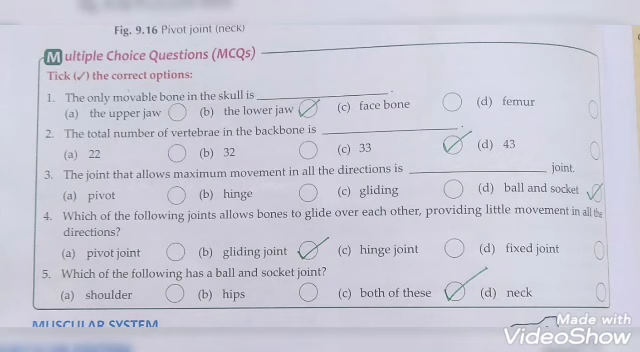 Fig. 9.16 Pivot joint (neck)
Multiple Choice Questions (MCQs)
Tick (✓) the correct options:
1. The only movable bone in the skull is ____________.
(a) the upper jaw (b) the lower jaw (c) face bone (d) femur
2. The total number of vertebrae in the backbone is ____________.
(a) 22 (b) 32 (c) 33 (d) 43
3. The joint that allows maximum movement in all the directions is ____________ joint.
(a) pivot (b) hinge (c) gliding (d) ball and socket
4. Which of the following joints allows bones to glide over each other, providing little movement in all the
directions?
(a) pivot joint (b) gliding joint (c) hinge joint (d) fixed joint
5. Which of the following has a ball and socket joint?
(a) shoulder (b) hips (c) both of these (d) neck
MUSCULAR SYSTEM
Made with
VideoShow